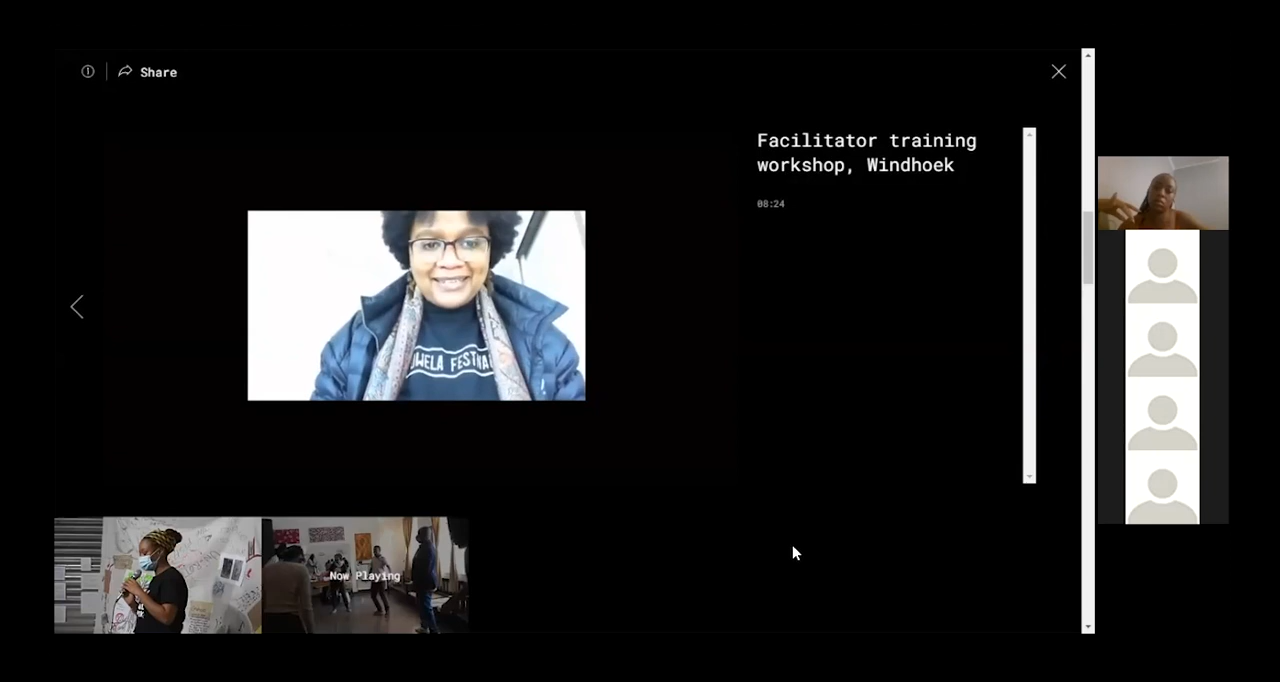 Share
Facilitator training
workshop, Windhoek
08:24
Now Playing